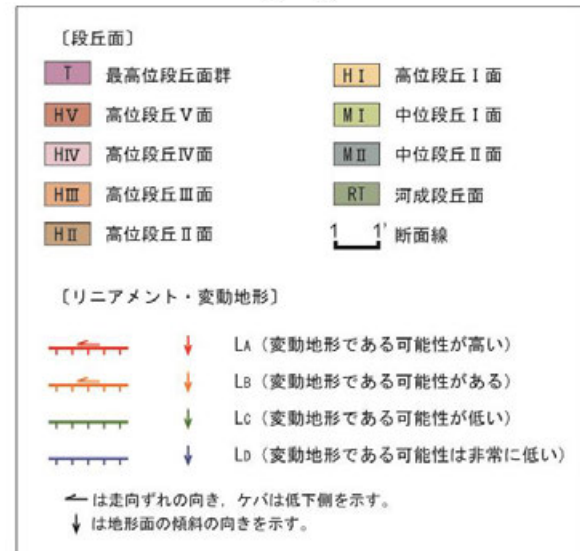 〔段丘面〕
T 最高位段丘面群
HⅤ 高位段丘Ⅴ面
HⅣ 高位段丘Ⅳ面
HⅢ 高位段丘Ⅲ面
HⅡ 高位段丘Ⅱ面
HⅠ 高位段丘Ⅰ面
MⅠ 中位段丘Ⅰ面
MⅡ 中位段丘Ⅱ面
RT 河成段丘面
1 1' 断面線
〔リニアメント・変動地形〕
LA (変動地形である可能性が高い)
LB (変動地形である可能性がある)
LC (変動地形である可能性が低い)
LD (変動地形である可能性は非常に低い)
は走向ずれの向き，ケバは低下側を示す。
は地形面の傾斜の向きを示す。